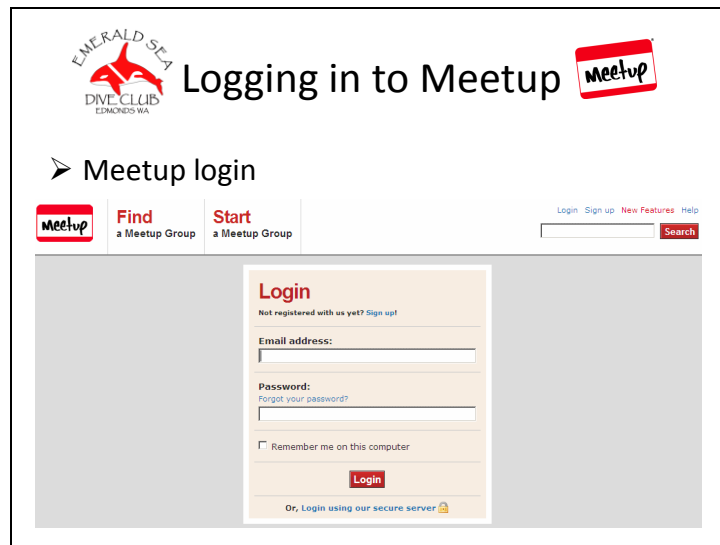 EMERALD SEA
DIVE CLUB
EDMONDS WA
Logging in to Meetup
Meetup
➢ Meetup login
Meetup
Find
a Meetup Group
Start
a Meetup Group
Login Sign up New Features Help
Search
Login
Not registered with us yet? Sign up!
Email address:
Password:
Forgot your password?
Remember me on this computer
Login
Or, Login using our secure server